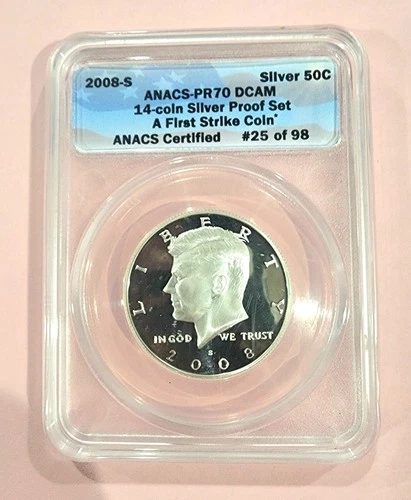 2008-S Silver 50C
ANACS-PR70 DCAM
14-coin Silver Proof Set
A First Strike Coin*
ANACS Certified #25 of 98
LIBERTY
IN GOD WE TRUST
S
2008